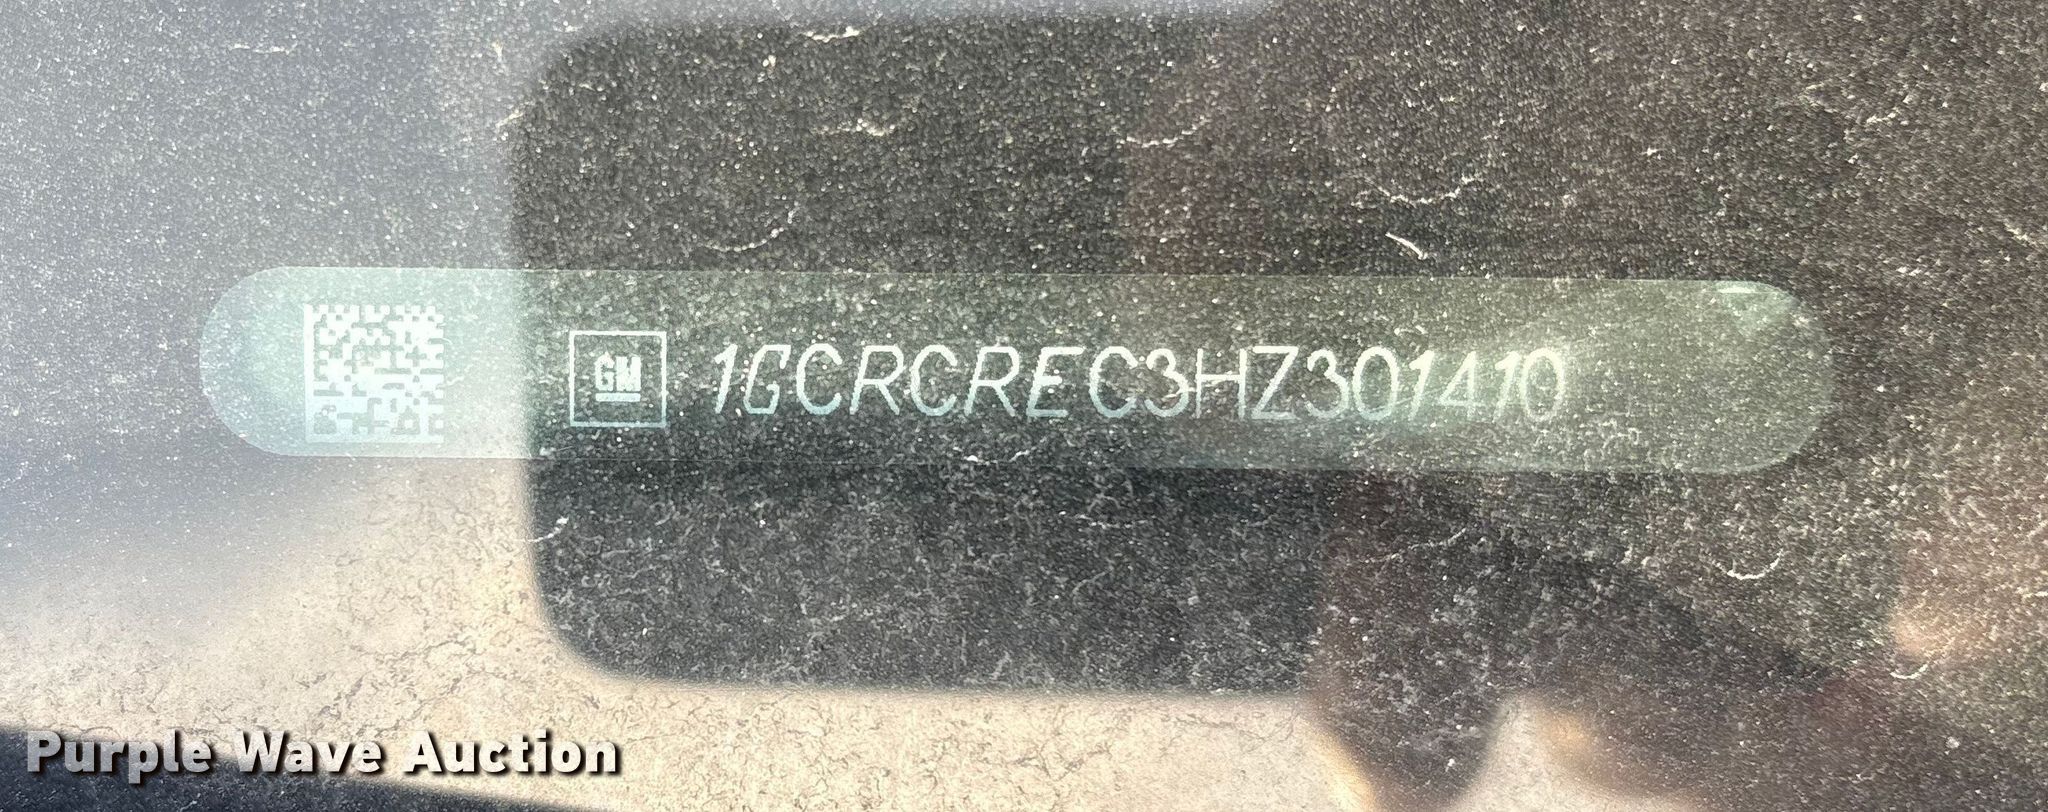 GM 1GCRCREC3HZ301410
Purple Wave Auction